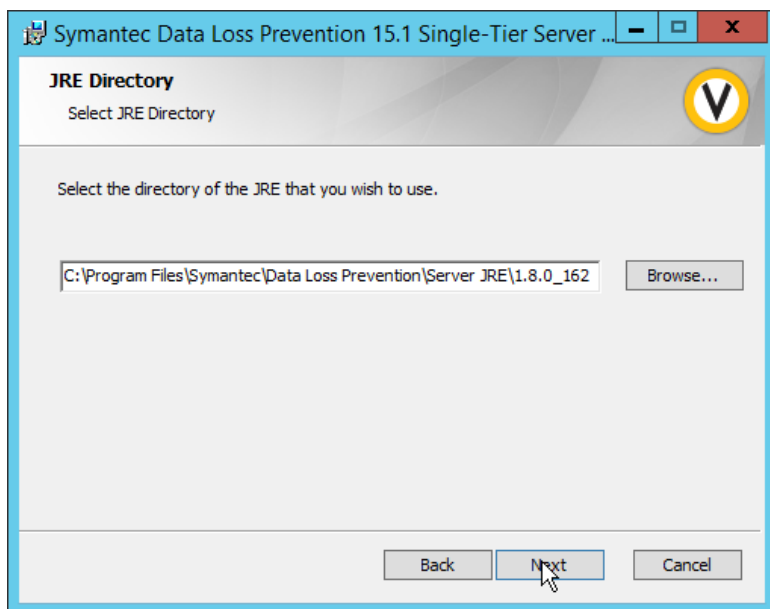 Symantec Data Loss Prevention 15.1 Single-Tier Server ...
JRE Directory
Select JRE Directory
Select the directory of the JRE that you wish to use.
C:\Program Files\Symantec\Data Loss Prevention\Server JRE\1.8.0_162
Browse...
Back
Next
Cancel